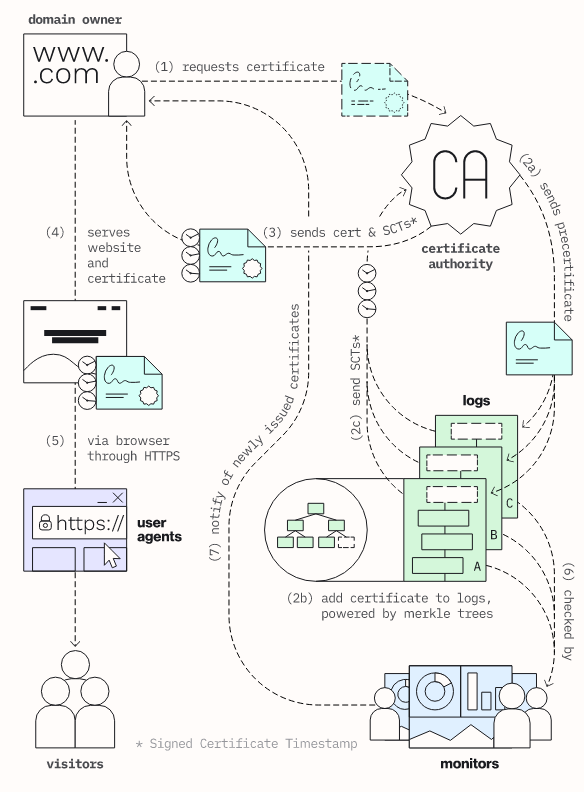 domain owner
www.
.com
(1) requests certificate
CA
(2a) sends precertificate
certificate
authority
(3) sends cert & SCTs*
(4) serves
website
and
certificate
(2c) send SCTs*
logs
C
B
A
(5) via browser
through HTTPS
https://
user
agents
(7) notify of newly issued certificates
(2b) add certificate to logs,
powered by merkle trees
(6) checked by
visitors
* Signed Certificate Timestamp
monitors